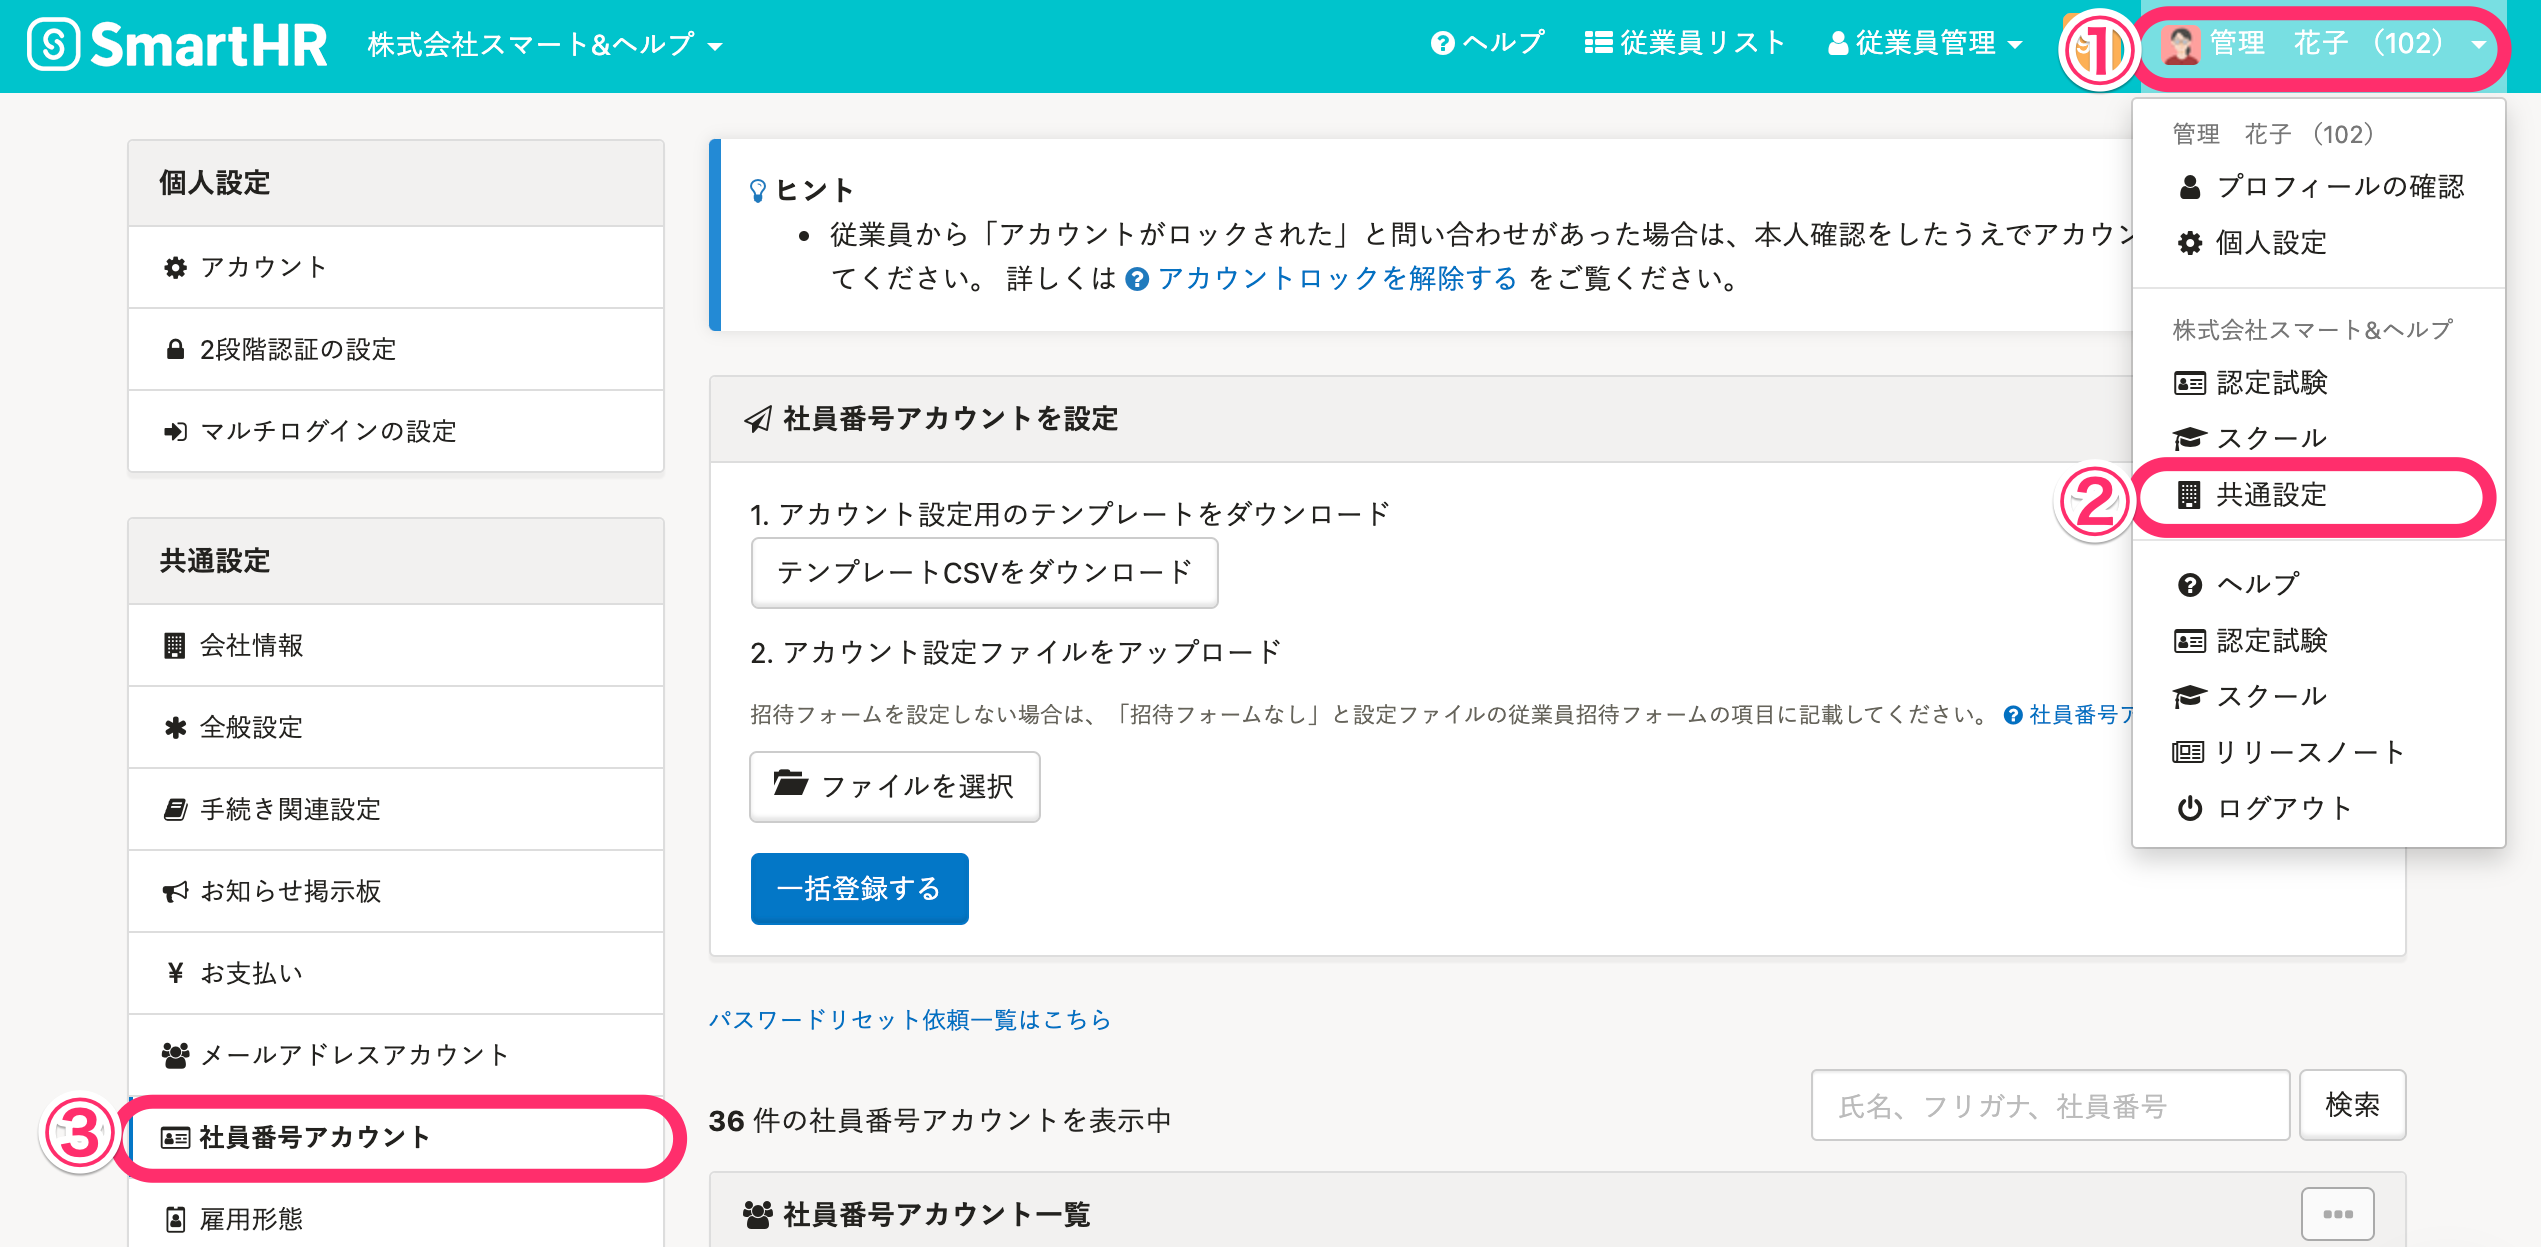 SmartHR
株式会社スマート&ヘルプ
ヘルプ
従業員リスト
従業員管理
①
管理　花子 （102）
管理　花子 （102）
プロフィールの確認
個人設定
株式会社スマート&ヘルプ
認定試験
スクール
②
共通設定
ヘルプ
認定試験
スクール
リリースノート
ログアウト
個人設定
アカウント
2段階認証の設定
マルチログインの設定
共通設定
会社情報
全般設定
手続き関連設定
お知らせ掲示板
¥ お支払い
メールアドレスアカウント
③
社員番号アカウント
雇用形態
ヒント
• 従業員から「アカウントがロックされた」と問い合わせがあった場合は、本人確認をしたうえでアカウン
てください。 詳しくは アカウントロックを解除する をご覧ください。
社員番号アカウントを設定
1. アカウント設定用のテンプレートをダウンロード
テンプレートCSVをダウンロード
2. アカウント設定ファイルをアップロード
招待フォームを設定しない場合は、「招待フォームなし」と設定ファイルの従業員招待フォームの項目に記載してください。 社員番号ア
ファイルを選択
一括登録する
パスワードリセット依頼一覧はこちら
36 件の社員番号アカウントを表示中
氏名、フリガナ、社員番号
検索
社員番号アカウント一覧